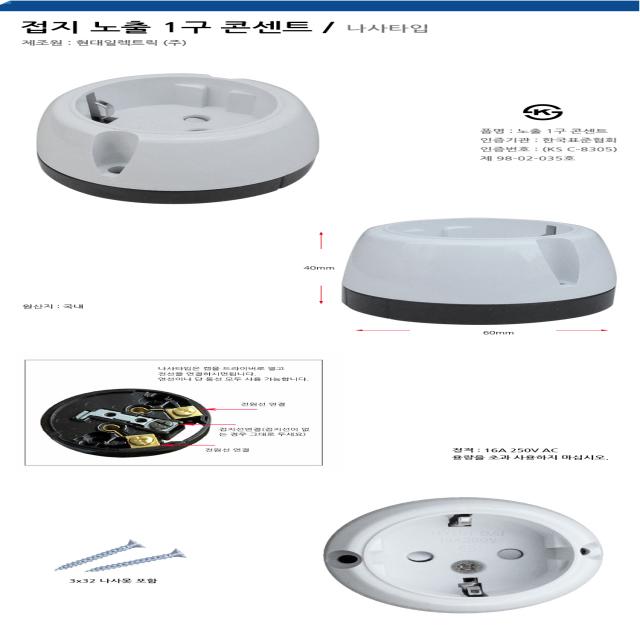 접지 노출 1구 콘센트 / 나사타입
제조원 : 현대일렉트릭 (주)
품명 : 노출 1구 콘센트
인증기관 : 한국표준협회
인증번호 : (KS C-8305)
제 98-02-035호
40mm
60mm
원산지 : 국내
나사타입은 캡을 드라이버로 열고
전선을 연결하시면됩니다.
연선이나 단 동선 모두 사용 가능합니다.
전원선 연결
접지선연결(접지선이 없
는 경우 그대로 두세요)
전원선 연결
정격 : 16A 250V AC
용량을 초과 사용하지 마십시오.
3x32 나사못 포함